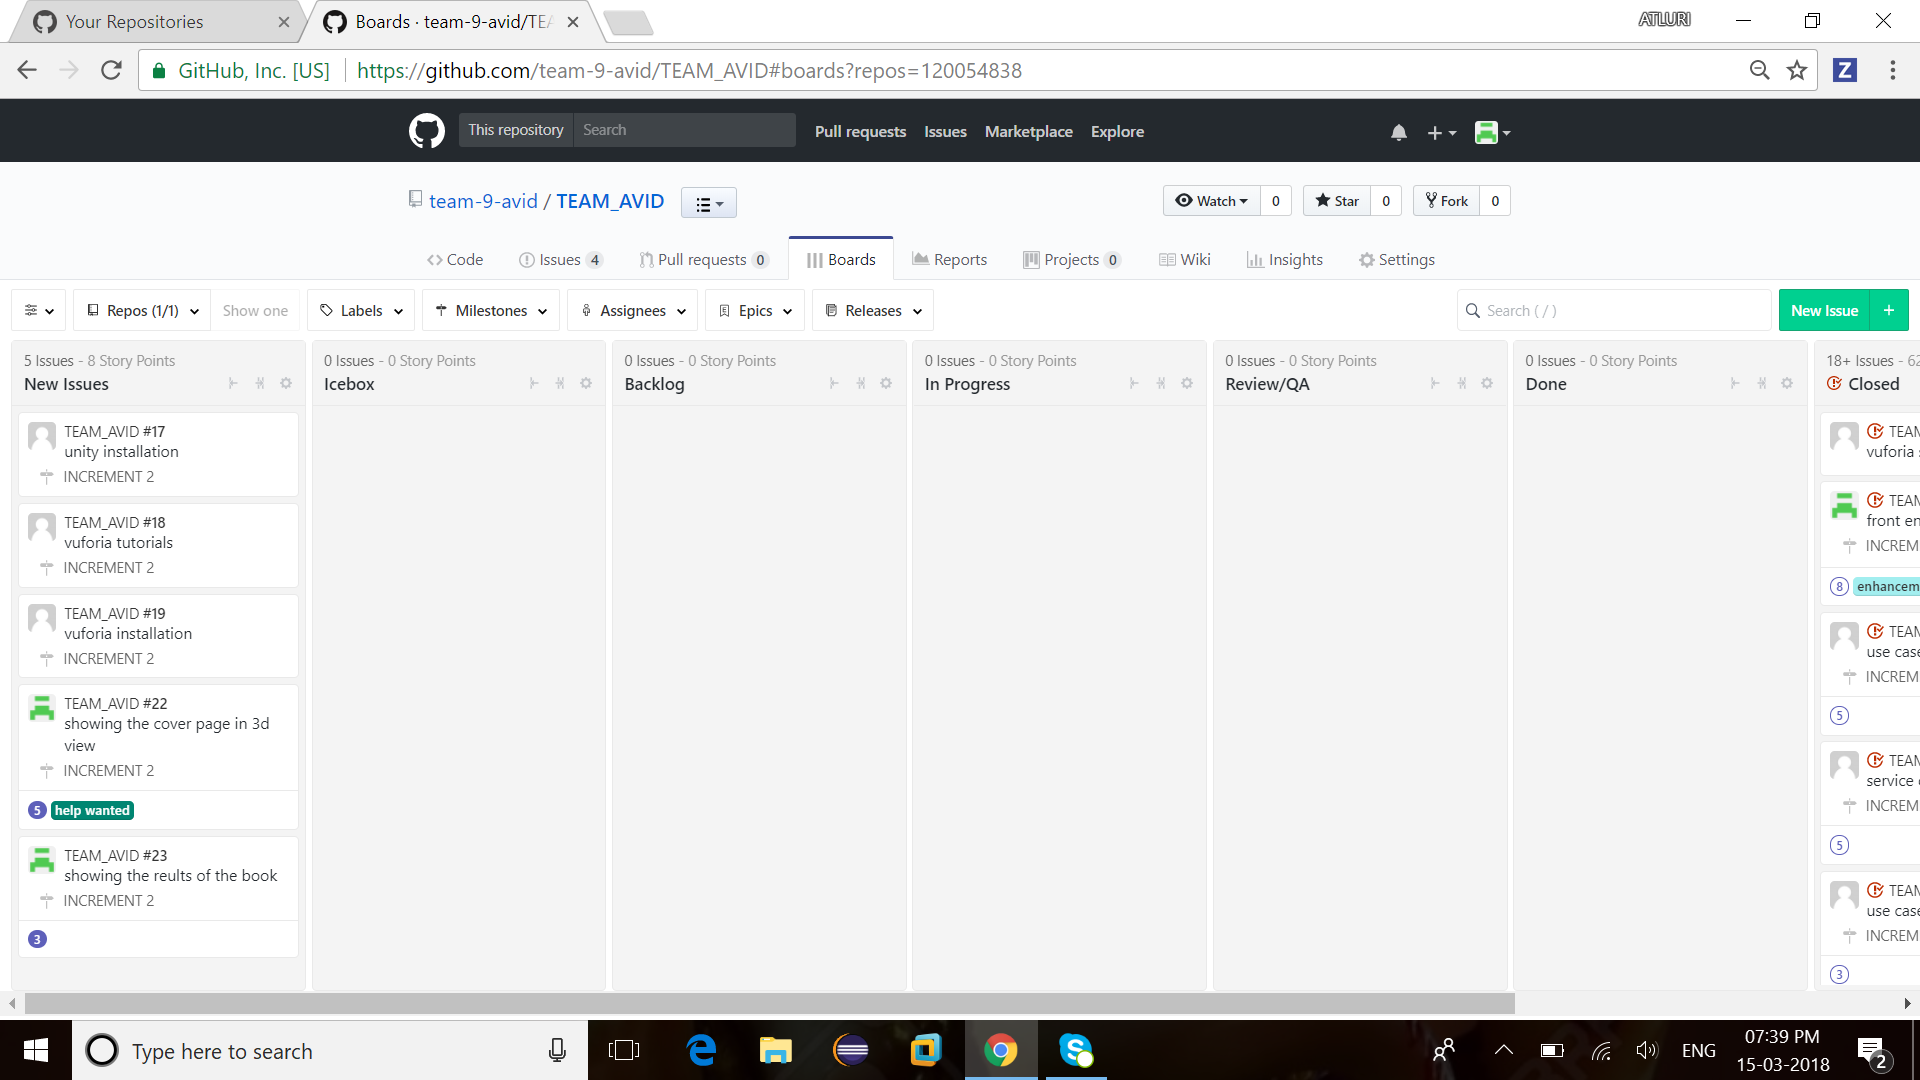 Your Repositories
Boards · team-9-avid/TEA
ATLURI
GitHub, Inc. [US]
https://github.com/team-9-avid/TEAM_AVID#boards?repos=120054838
Z
This repository
Search
Pull requests
Issues
Marketplace
Explore
team-9-avid / TEAM_AVID
Watch 0
Star 0
Fork 0
Code
Issues 4
Pull requests 0
Boards
Reports
Projects 0
Wiki
Insights
Settings
Repos (1/1)
Show one
Labels
Milestones
Assignees
Epics
Releases
Search ( / )
New Issue +
5 Issues - 8 Story Points
New Issues
TEAM_AVID #17
unity installation
INCREMENT 2
TEAM_AVID #18
vuforia tutorials
INCREMENT 2
TEAM_AVID #19
vuforia installation
INCREMENT 2
TEAM_AVID #22
showing the cover page in 3d
view
INCREMENT 2
5 help wanted
TEAM_AVID #23
showing the reults of the book
INCREMENT 2
3
0 Issues - 0 Story Points
Icebox
0 Issues - 0 Story Points
Backlog
0 Issues - 0 Story Points
In Progress
0 Issues - 0 Story Points
Review/QA
0 Issues - 0 Story Points
Done
18+ Issues - 62
Closed
TEAM
vuforia
TEAM
front en
INCREM
8 enhancem
TEAM
use case
INCREM
5
TEAM
service
INCREM
5
TEAM
use case
INCREM
3
Type here to search
ENG
07:39 PM
15-03-2018
2